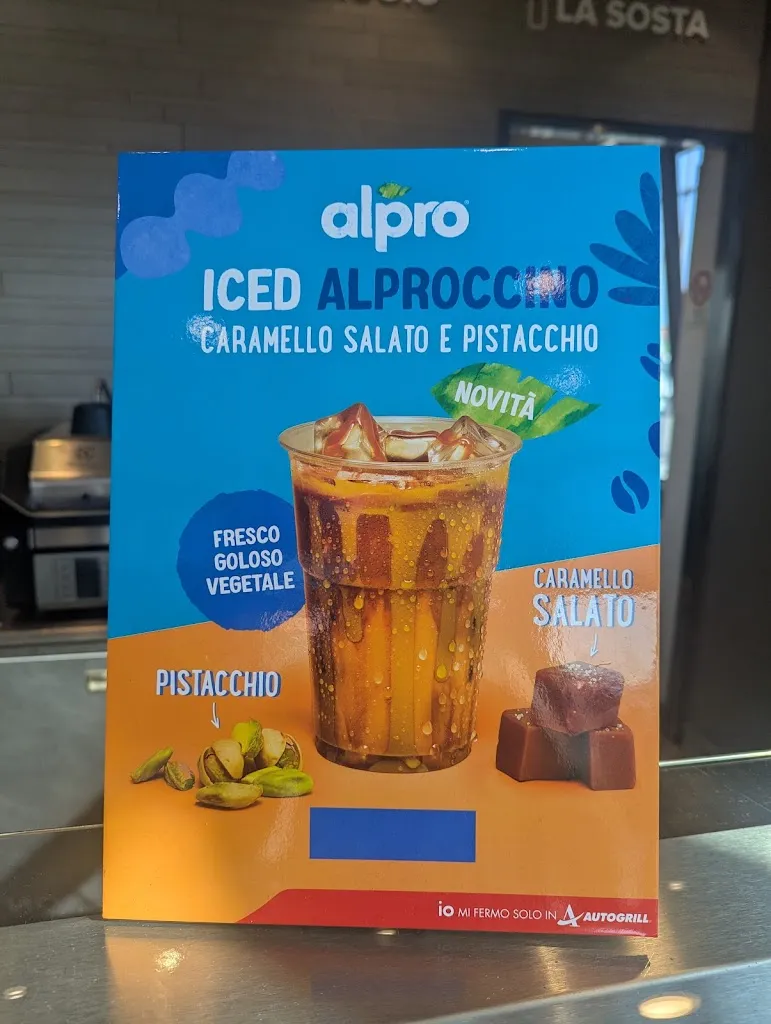 LA SOSTA
alpro
ICED ALPROCCINO
CARAMELLO SALATO E PISTACCHIO
NOVITÀ
FRESCO
GOLOSO
VEGETALE
CARAMELLO
SALATO
PISTACCHIO
io MI FERMO SOLO IN AUTOGRILL